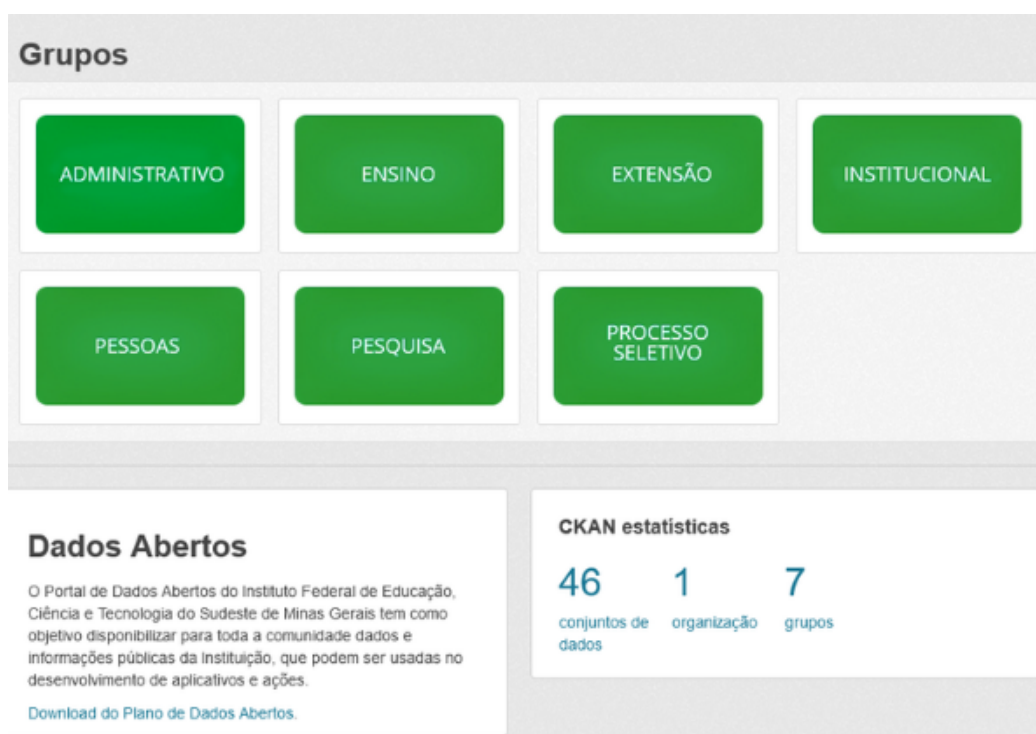 Grupos
ADMINISTRATIVO
ENSINO
EXTENSÃO
INSTITUCIONAL
PESSOAS
PESQUISA
PROCESSO
SELETIVO
Dados Abertos
O Portal de Dados Abertos do Instituto Federal de Educação,
Ciência e Tecnologia do Sudeste de Minas Gerais tem como
objetivo disponibilizar para toda a comunidade dados e
informações públicas da Instituição, que podem ser usadas no
desenvolvimento de aplicativos e ações.
Download do Plano de Dados Abertos.
CKAN estatísticas
46
conjuntos de
dados
1
organização
7
grupos